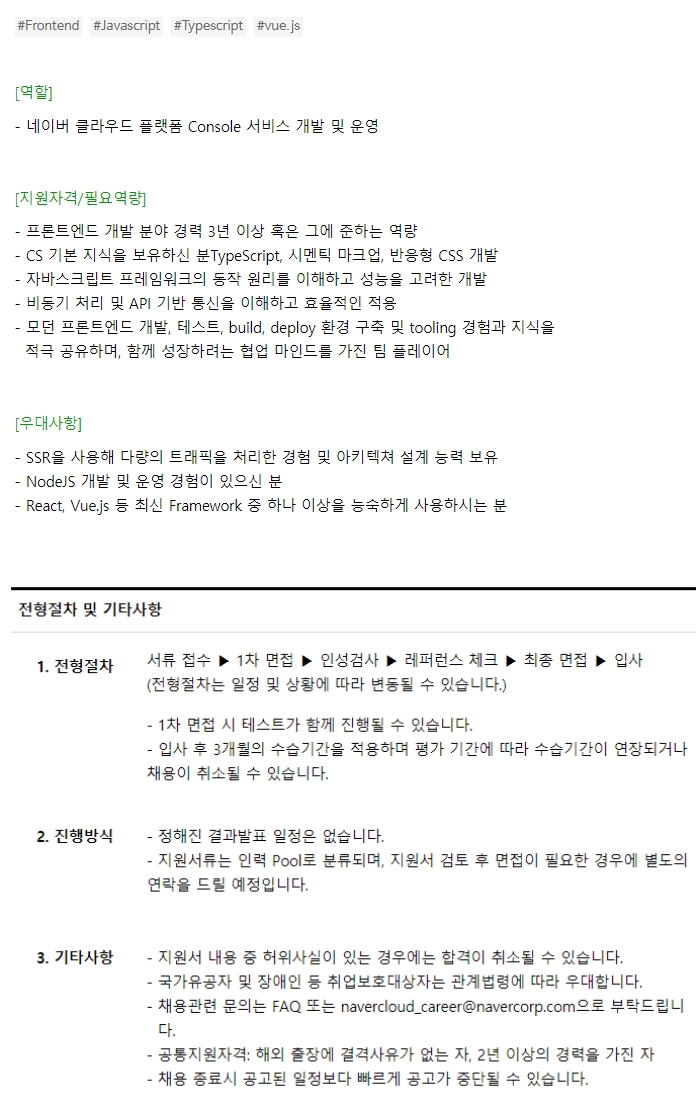 #Frontend #Javascript #Typescript #vue.js
[역할]
- 네이버 클라우드 플랫폼 Console 서비스 개발 및 운영
[지원자격/필요역량]
- 프론트엔드 개발 분야 경력 3년 이상 혹은 그에 준하는 역량
- CS 기본 지식을 보유하신 분TypeScript, 시멘틱 마크업, 반응형 CSS 개발
- 자바스크립트 프레임워크의 동작 원리를 이해하고 성능을 고려한 개발
- 비동기 처리 및 API 기반 통신을 이해하고 효율적인 적용
- 모던 프론트엔드 개발, 테스트, build, deploy 환경 구축 및 tooling 경험과 지식을
적극 공유하며, 함께 성장하려는 협업 마인드를 가진 팀 플레이어
[우대사항]
- SSR을 사용해 다량의 트래픽을 처리한 경험 및 아키텍쳐 설계 능력 보유
- NodeJS 개발 및 운영 경험이 있으신 분
- React, Vue.js 등 최신 Framework 중 하나 이상을 능숙하게 사용하시는 분
전형절차 및 기타사항
1. 전형절차
서류 접수 ▶ 1차 면접 ▶ 인성검사 ▶ 레퍼런스 체크 ▶ 최종 면접 ▶ 입사
(전형절차는 일정 및 상황에 따라 변동될 수 있습니다.)
- 1차 면접 시 테스트가 함께 진행될 수 있습니다.
- 입사 후 3개월의 수습기간을 적용하며 평가 기간에 따라 수습기간이 연장되거나
채용이 취소될 수 있습니다.
2. 진행방식
- 정해진 결과발표 일정은 없습니다.
- 지원서류는 인력 Pool로 분류되며, 지원서 검토 후 면접이 필요한 경우에 별도의
연락을 드릴 예정입니다.
3. 기타사항
- 지원서 내용 중 허위사실이 있는 경우에는 합격이 취소될 수 있습니다.
- 국가유공자 및 장애인 등 취업보호대상자는 관계법령에 따라 우대합니다.
- 채용관련 문의는 FAQ 또는 navercloud_career@navercorp.com으로 부탁드립니
다.
- 공통지원자격: 해외 출장에 결격사유가 없는 자, 2년 이상의 경력을 가진 자
- 채용 종료시 공고된 일정보다 빠르게 공고가 중단될 수 있습니다.